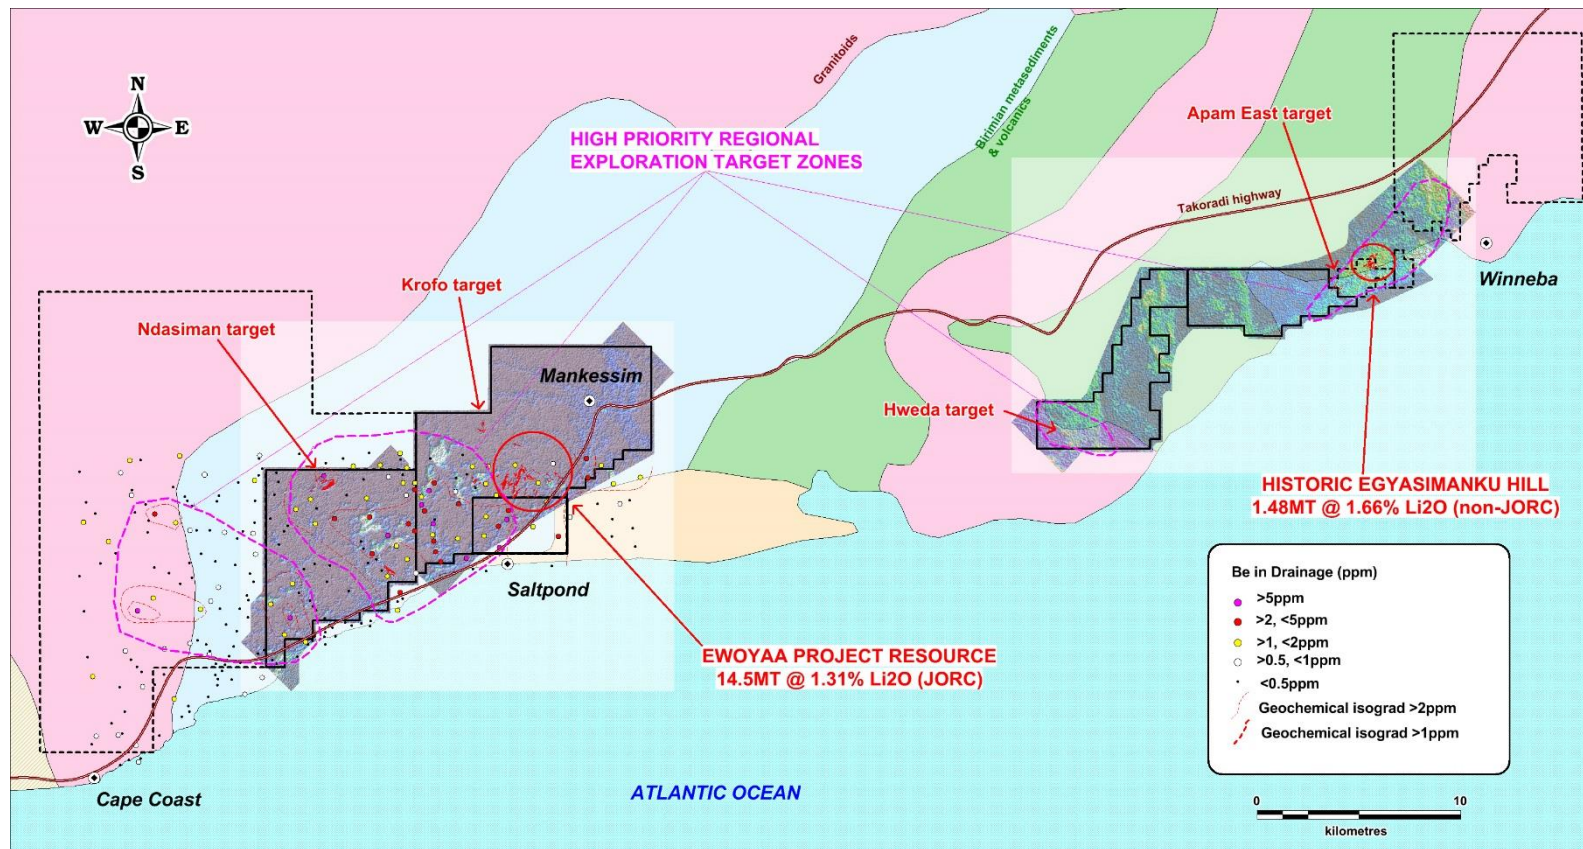 N
W
E
S
Granitoids
Birimian metasediments
& volcanics
HIGH PRIORITY REGIONAL
EXPLORATION TARGET ZONES
Apam East target
Takoradi highway
Winneba
Krofo target
Ndasiman target
Mankessim
Hweda target
HISTORIC EGYASIMANKU HILL
1.48MT @ 1.66% Li2O (non-JORC)
Saltpond
EWOYAA PROJECT RESOURCE
14.5MT @ 1.31% Li2O (JORC)
Cape Coast
ATLANTIC OCEAN
Be in Drainage (ppm)
>5ppm
>2, <5ppm
>1, <2ppm
>0.5, <1ppm
<0.5ppm
Geochemical isograd >2ppm
Geochemical isograd >1ppm
0
10
kilometres